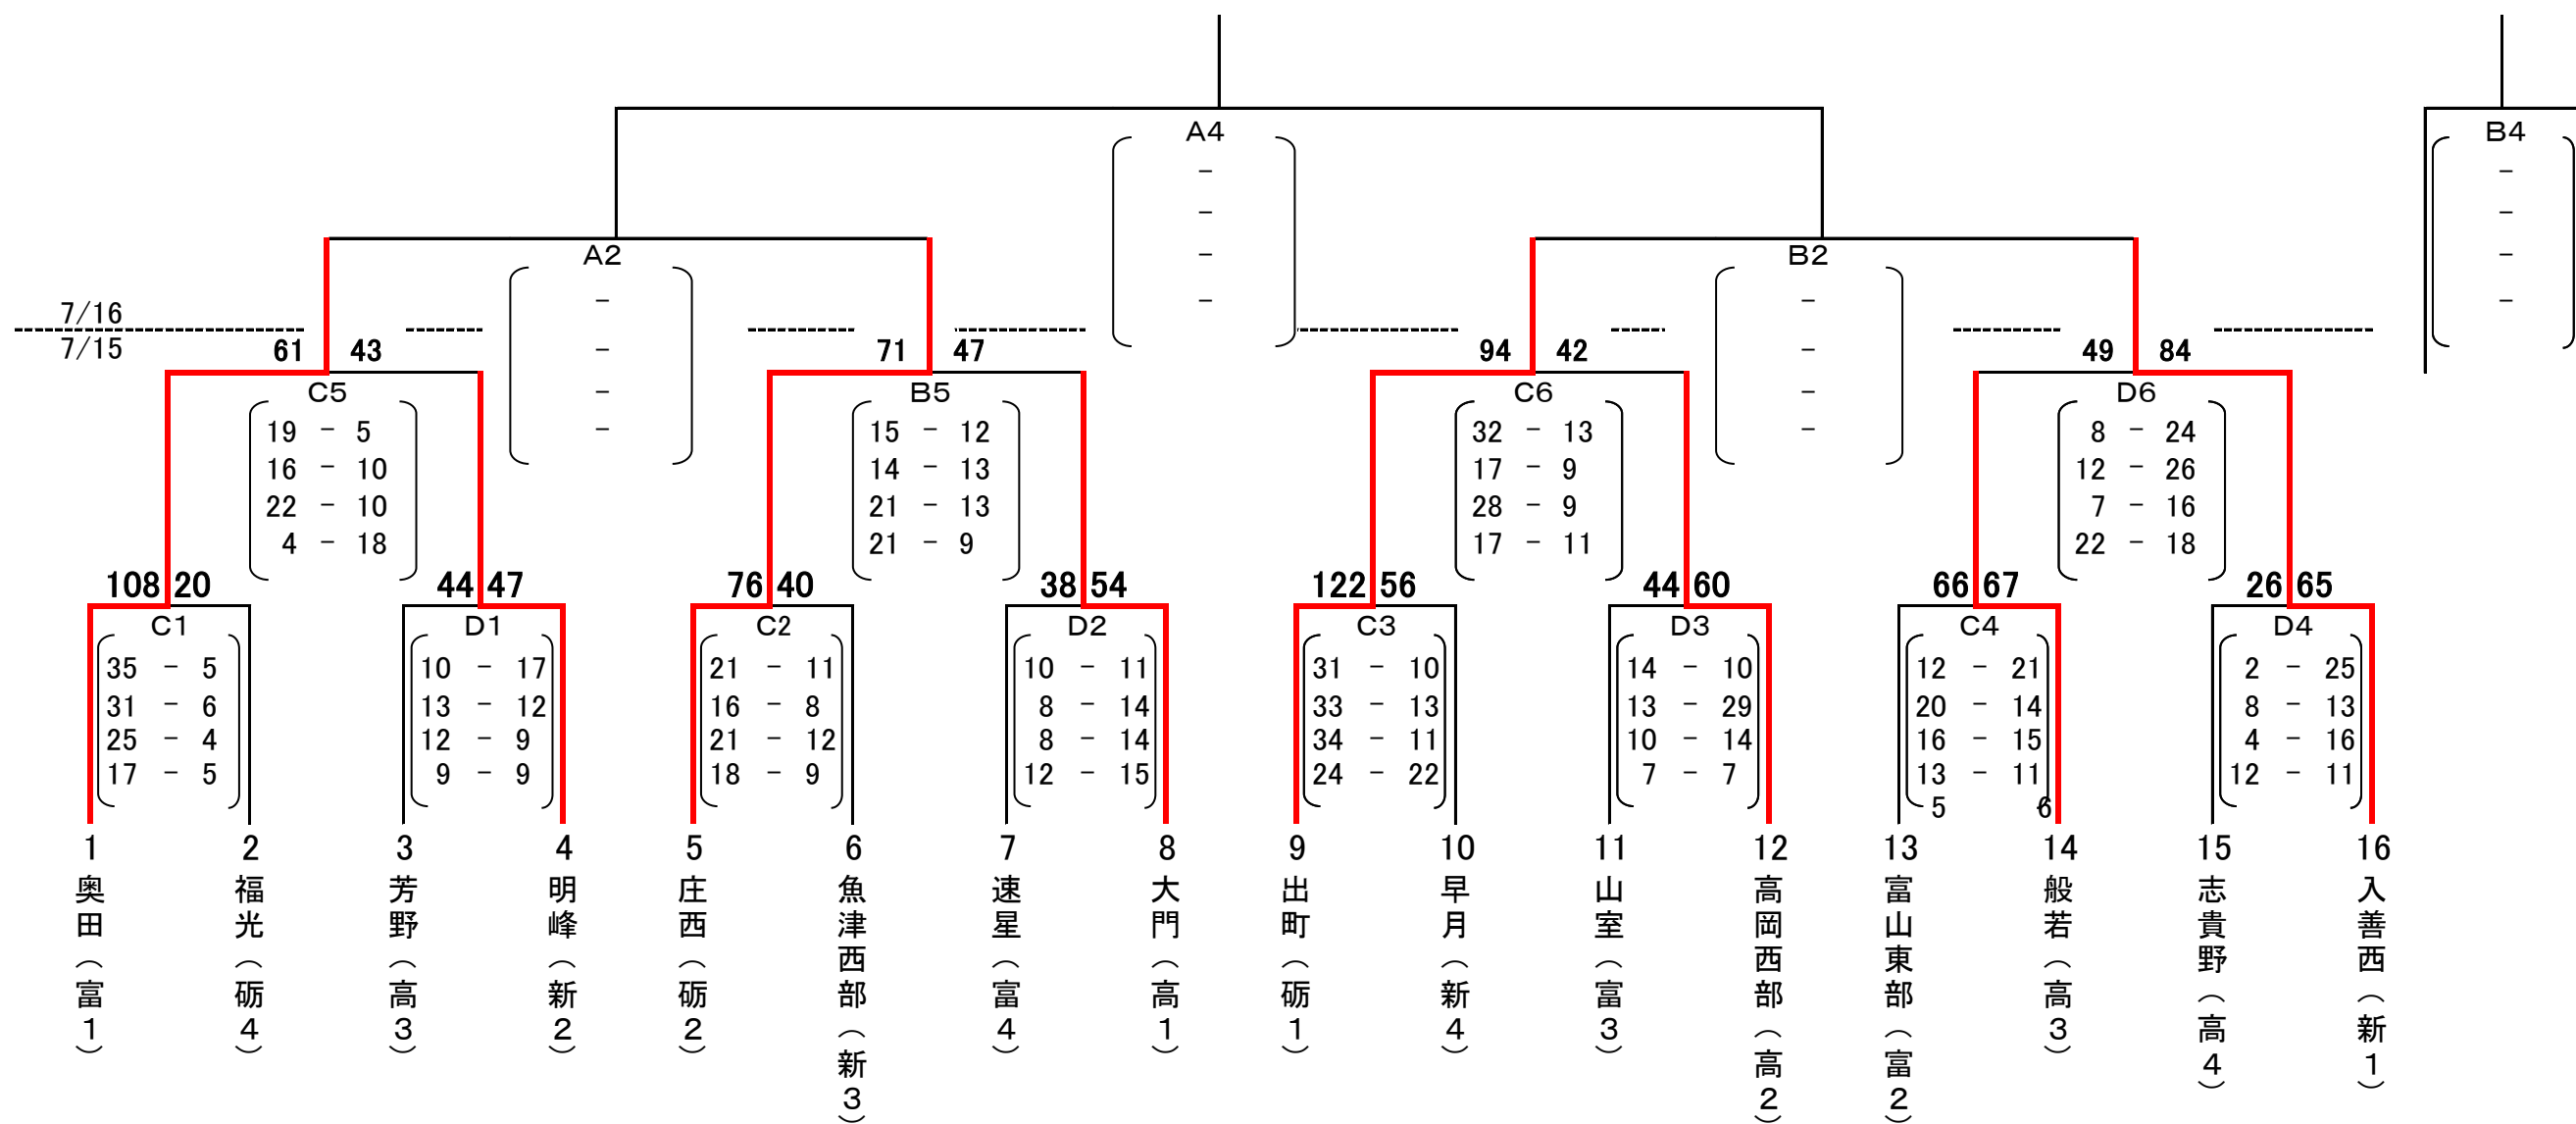 A4
-
-
-
-
B4
-
-
-
-
A2
-
-
-
-
B2
-
-
-
-
7/16
7/15
61 43
71 47
94 42
49 84
C5
19 - 5
16 - 10
22 - 10
4 - 18
B5
15 - 12
14 - 13
21 - 13
21 - 9
C6
32 - 13
17 - 9
28 - 9
17 - 11
D6
8 - 24
12 - 26
7 - 16
22 - 18
108 20
C1
35 - 5
31 - 6
25 - 4
17 - 5
44 47
D1
10 - 17
13 - 12
12 - 9
9 - 9
76 40
C2
21 - 11
16 - 8
21 - 12
18 - 9
38 54
D2
10 - 11
8 - 14
8 - 14
12 - 15
122 56
C3
31 - 10
33 - 13
34 - 11
24 - 22
44 60
D3
14 - 10
13 - 29
10 - 14
7 - 7
66 67
C4
12 - 21
20 - 14
16 - 15
13 - 11
5 6
26 65
D4
2 - 25
8 - 13
4 - 16
12 - 11
1
奥田(富1)
2
福光(砺4)
3
芳野(高3)
4
明峰(新2)
5
庄西(砺2)
6
魚津西部(新3)
7
速星(富4)
8
大門(高1)
9
出町(砺1)
10
早月(新4)
11
山室(富3)
12
高岡西部(高2)
13
富山東部(富2)
14
般若(高3)
15
志貴野(高4)
16
入善西(新1)